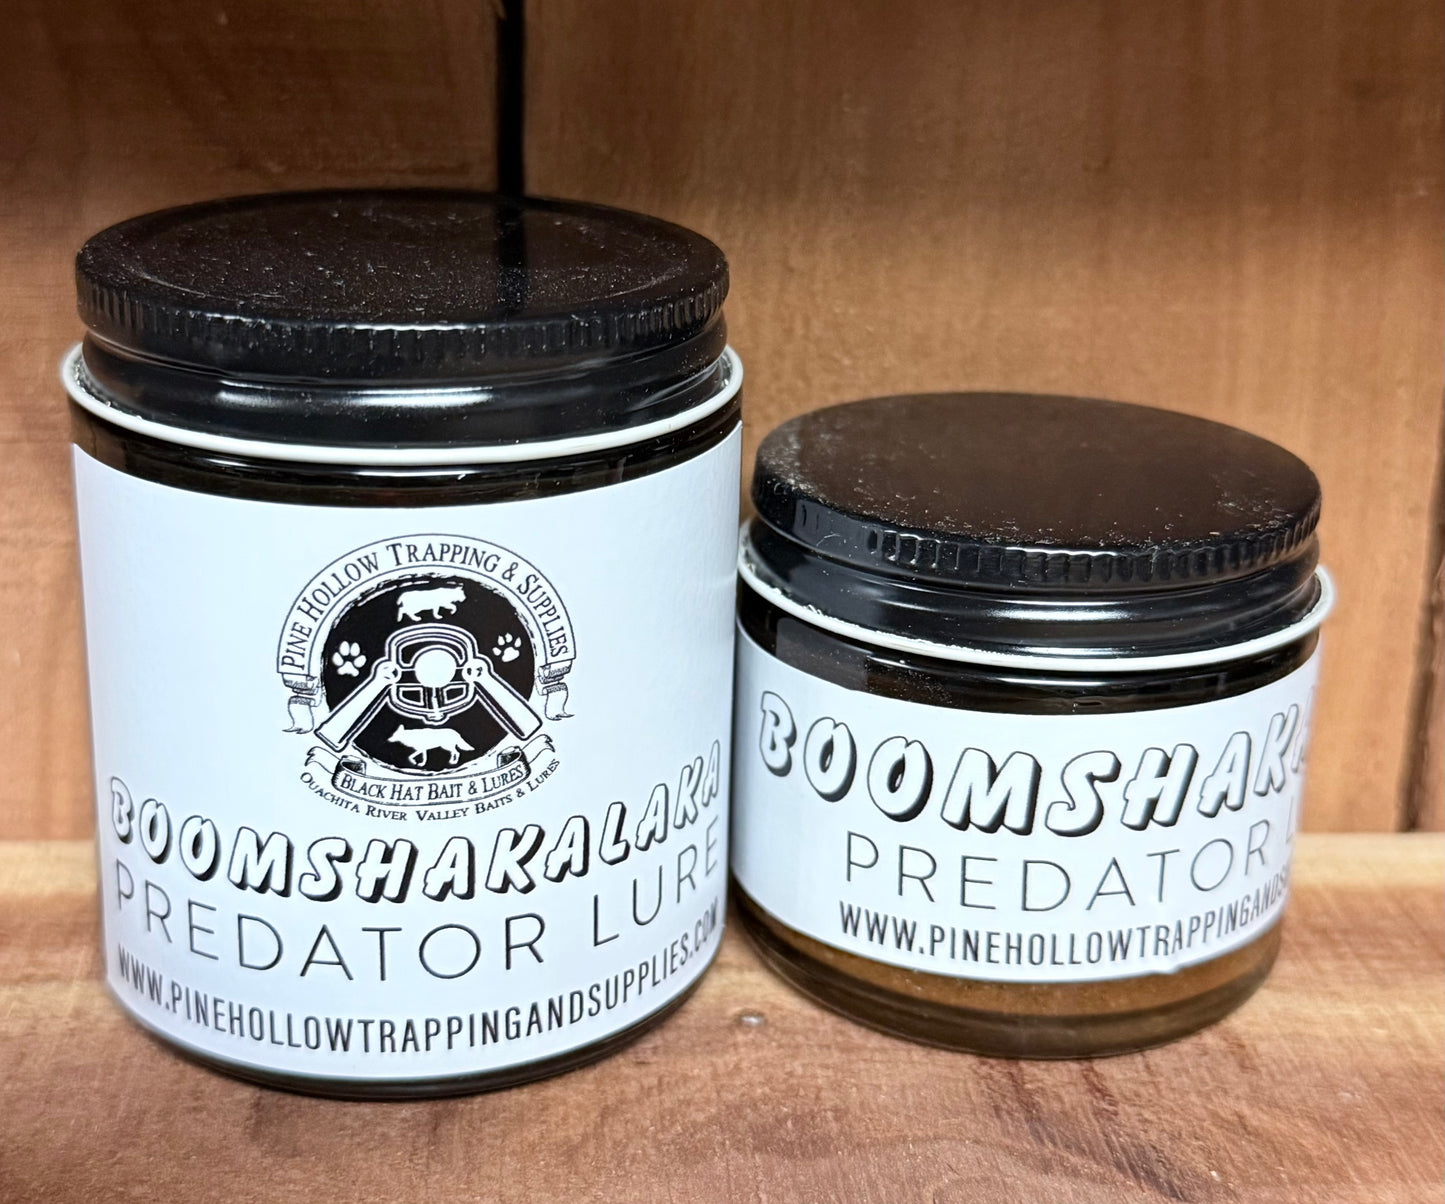 PINE HOLLOW TRAPPING & SUPPLIES
BLACK HAT BAIT & LURES
OUACHITA RIVER VALLEY BAITS & LURES
BOOMSHAKALAKA
PREDATOR LURE
WWW.PINEHOLLOWTRAPPINGANDSUPPLIES.COM
BOOMSHAKA
PREDATOR L
WWW.PINEHOLLOWTRAPPINGANDS